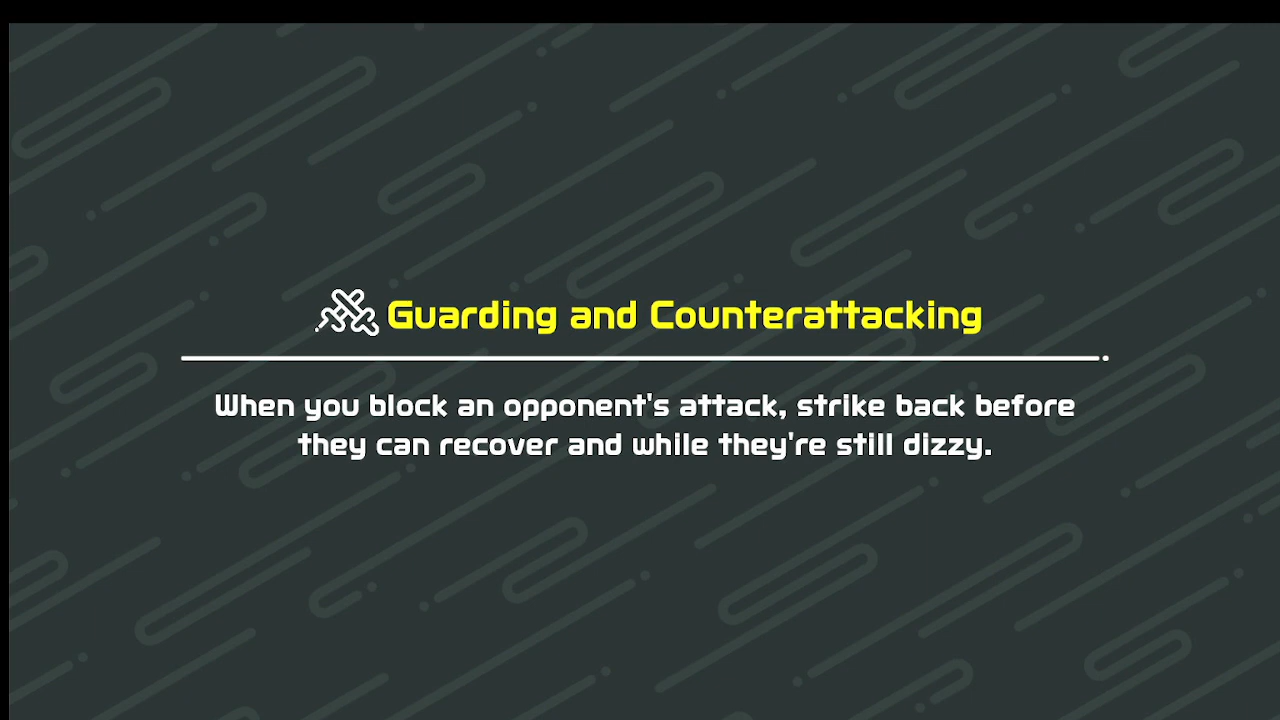 Guarding and Counterattacking
When you block an opponent's attack, strike back before
they can recover and while they're still dizzy.